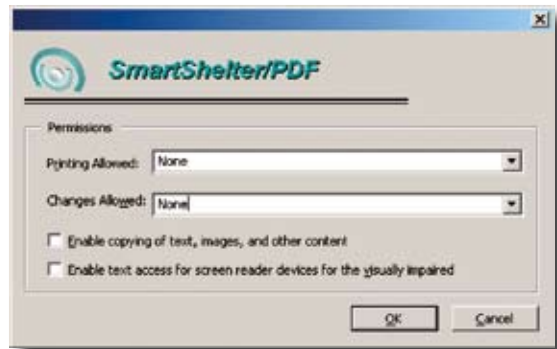 SmartShelter/PDF
Permissions
Printing Allowed: None
Changes Allowed: None
Enable copying of text, images, and other content
Enable text access for screen reader devices for the visually impaired
OK Cancel